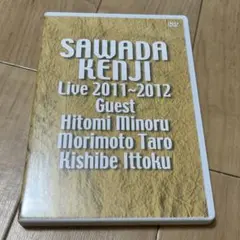 SAWADA
KENJI
Live 2011~2012
Guest
Hitomi Minoru
Morimoto Taro
Kishibe Ittoku